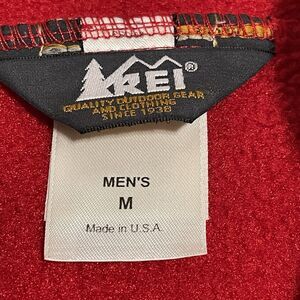 REI
QUALITY OUTDOOR GEAR
AND CLOTHING
SINCE 1938
MEN'S
M
Made in U.S.A.